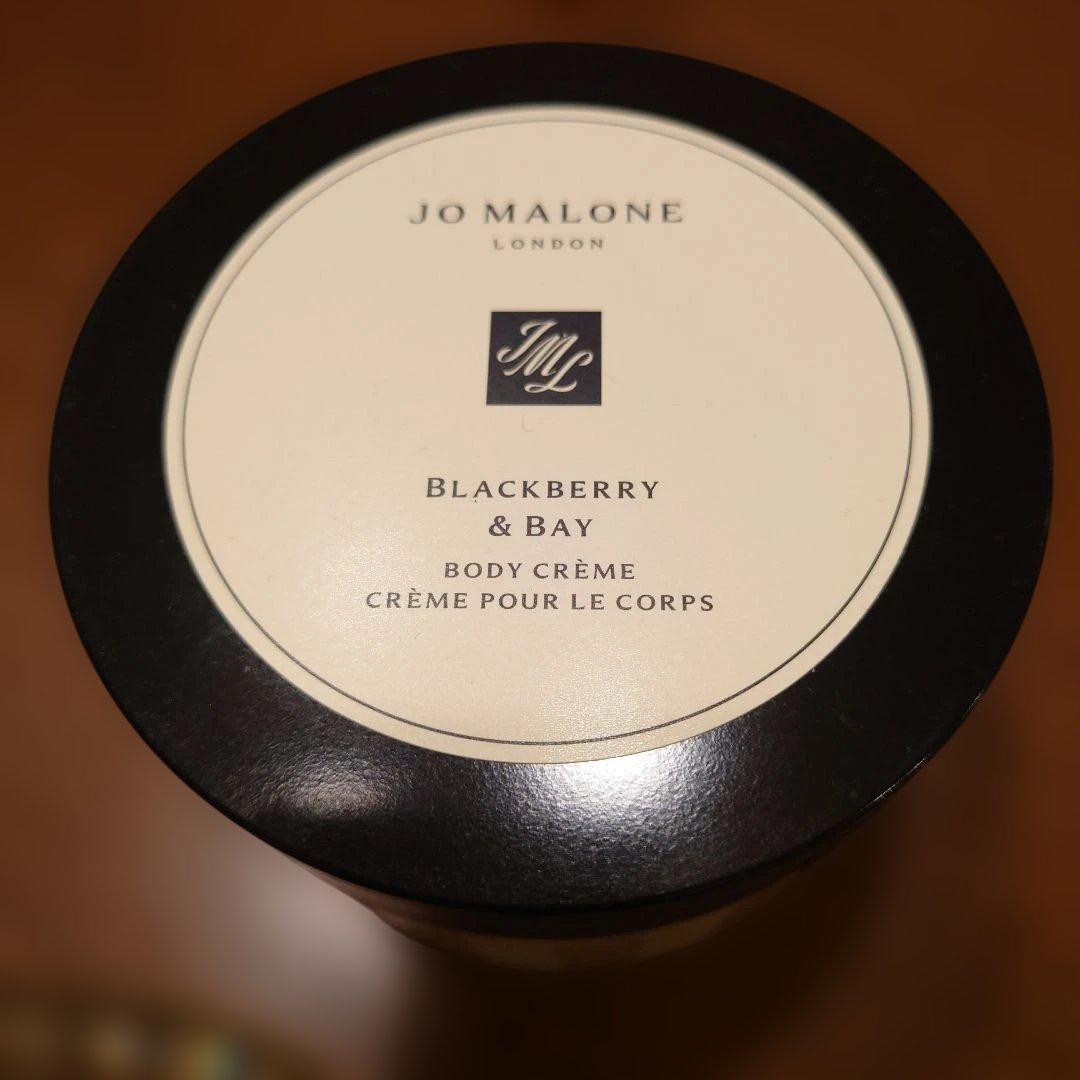 JO MALONE
LONDON
JML
BLACKBERRY
& BAY
BODY CRÈME
CRÈME POUR LE CORPS